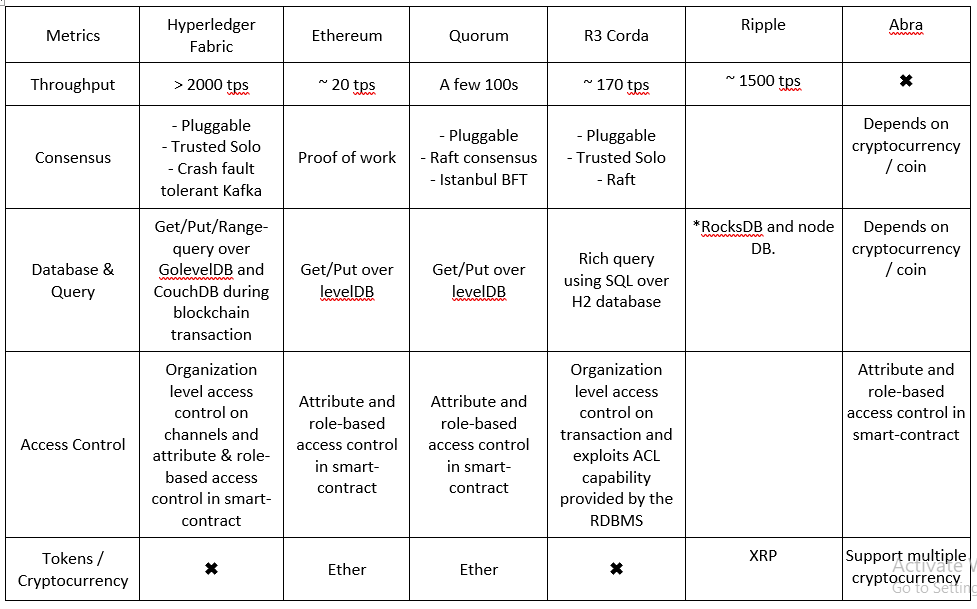 Metrics
Hyperledger
Fabric
Ethereum
Quorum
R3 Corda
Ripple
Abra
Throughput
> 2000 tps
~ 20 tps
A few 100s
~ 170 tps
~ 1500 tps
✖
Consensus
- Pluggable
- Trusted Solo
- Crash fault
tolerant Kafka
Proof of work
- Pluggable
- Raft consensus
- Istanbul BFT
- Pluggable
- Trusted Solo
- Raft
Depends on
cryptocurrency
/ coin
Database &
Query
Get/Put/Range-
query over
GolevelDB and
CouchDB during
blockchain
transaction
Get/Put over
levelDB
Get/Put over
levelDB
Rich query
using SQL over
H2 database
*RocksDB and node
DB.
Depends on
cryptocurrency
/ coin
Access Control
Organization
level access
control on
channels and
attribute & role-
based access
control in smart-
contract
Attribute and
role-based
access control
in smart-
contract
Attribute and
role-based
access control
in smart-
contract
Organization
level access
control on
transaction and
exploits ACL
capability
provided by the
RDBMS
Attribute and
role-based
access control in
smart-contract
Tokens /
Cryptocurrency
✖
Ether
Ether
✖
XRP
Support multiple
cryptocurrency
Activate
Go to Setting